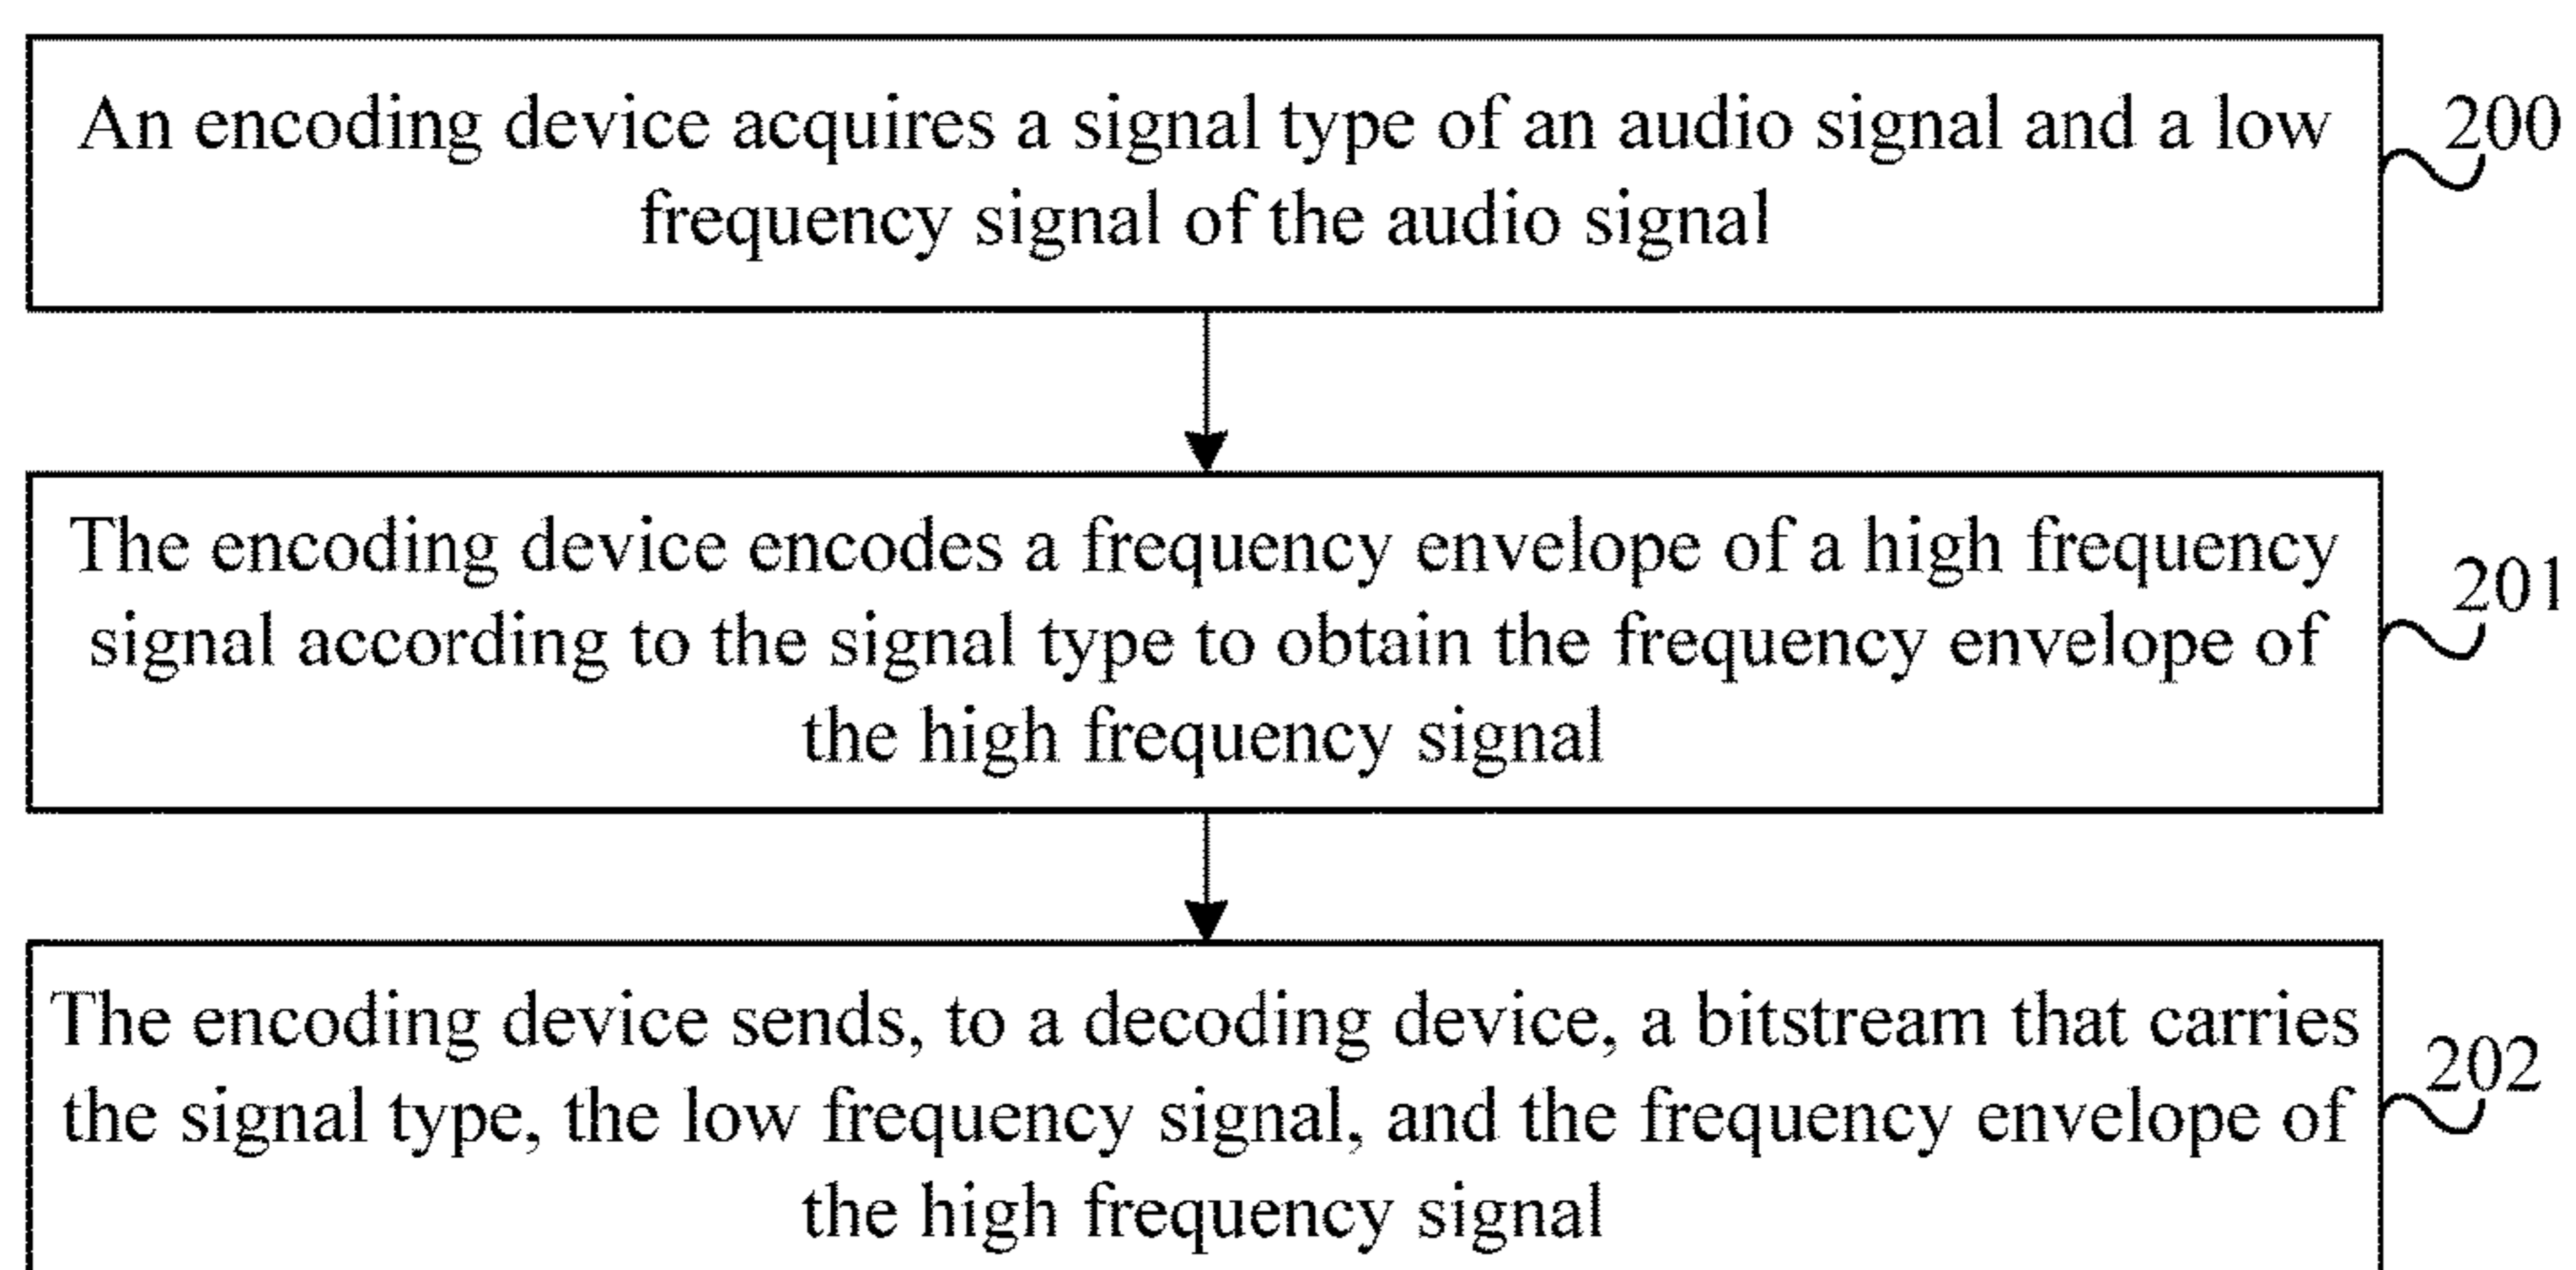 An encoding device acquires a signal type of an audio signal and a low
frequency signal of the audio signal
200
The encoding device encodes a frequency envelope of a high frequency
signal according to the signal type to obtain the frequency envelope of
the high frequency signal
201
The encoding device sends, to a decoding device, a bitstream that carries
the signal type, the low frequency signal, and the frequency envelope of
the high frequency signal
202